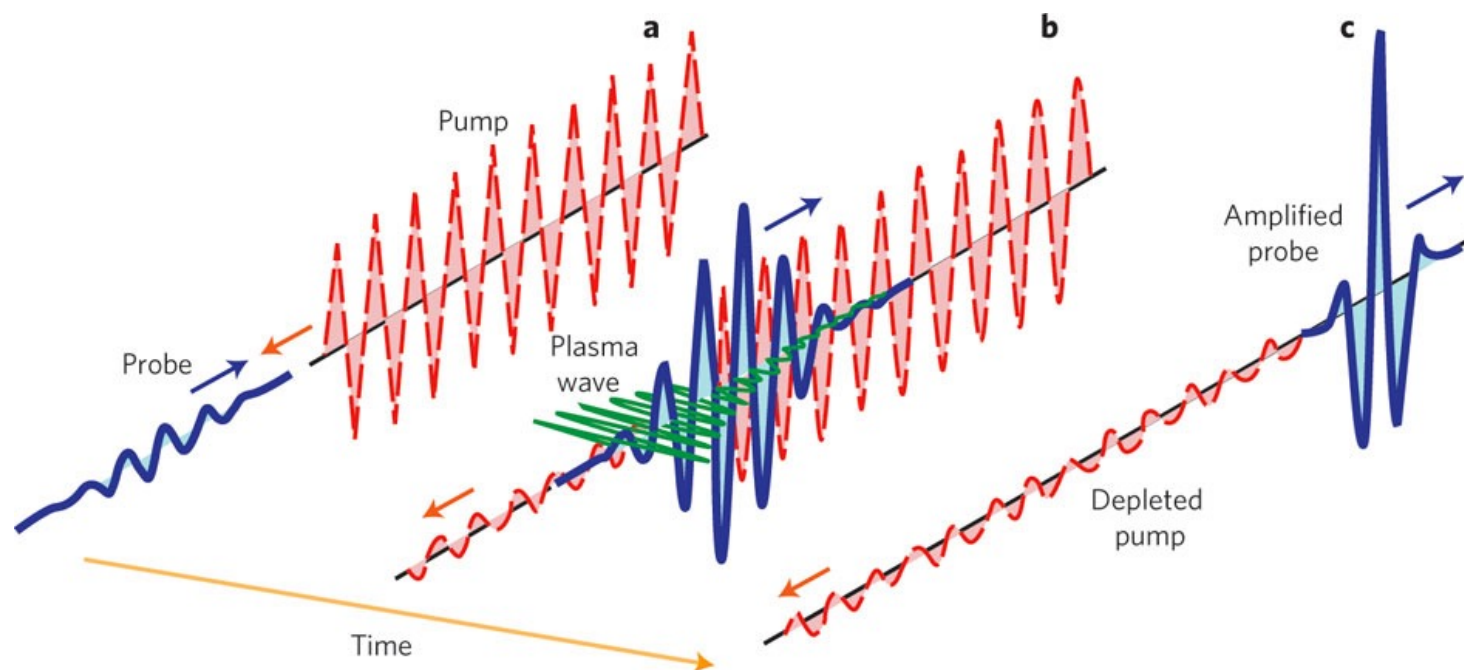 a
b
c
Pump
Probe
Plasma
wave
Amplified
probe
Depleted
pump
Time